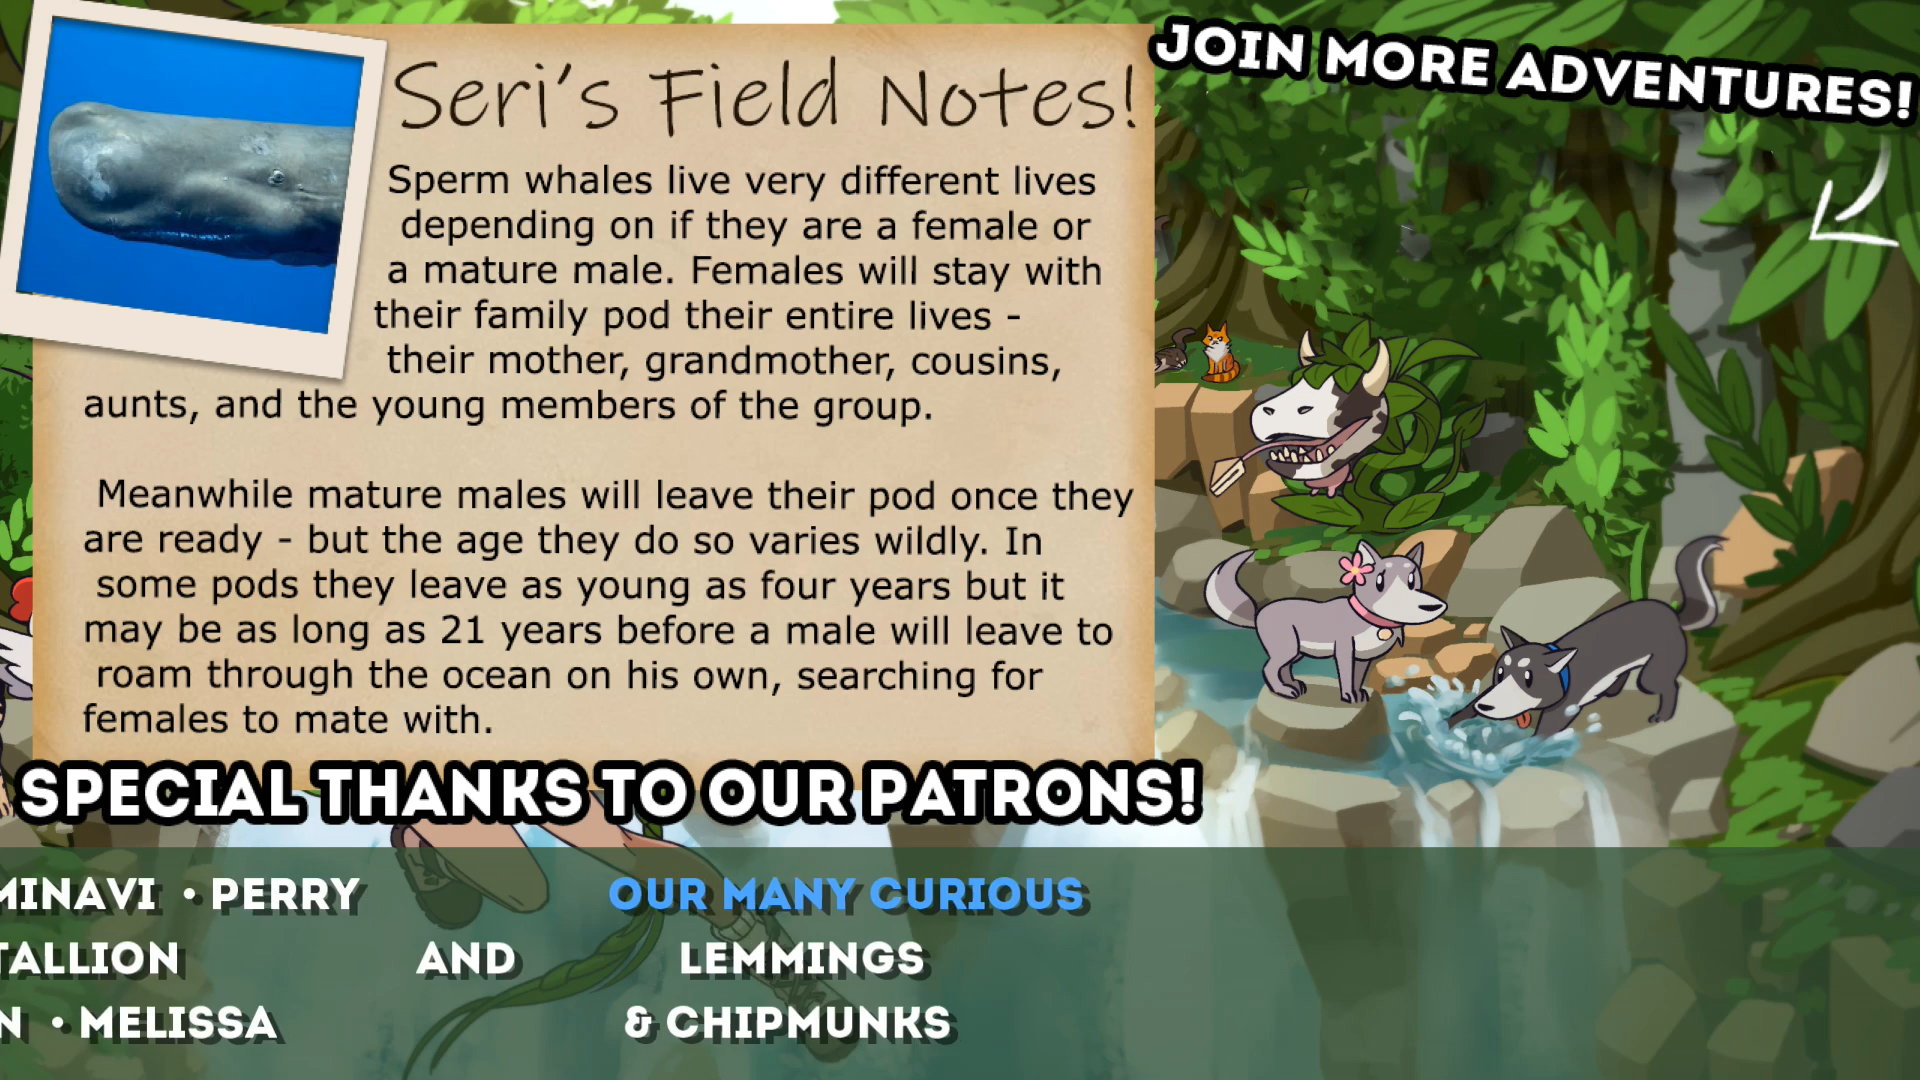 Seri's Field Notes!
JOIN MORE ADVENTURES!
Sperm whales live very different lives
depending on if they are a female or
a mature male. Females will stay with
their family pod their entire lives -
their mother, grandmother, cousins,
aunts, and the young members of the group.
Meanwhile mature males will leave their pod once they
are ready - but the age they do so varies wildly. In
some pods they leave as young as four years but it
may be as long as 21 years before a male will leave to
roam through the ocean on his own, searching for
females to mate with.
SPECIAL THANKS TO OUR PATRONS!
MINAVI • PERRY
TALLION
N • MELISSA
AND
OUR MANY CURIOUS
LEMMINGS
& CHIPMUNKS